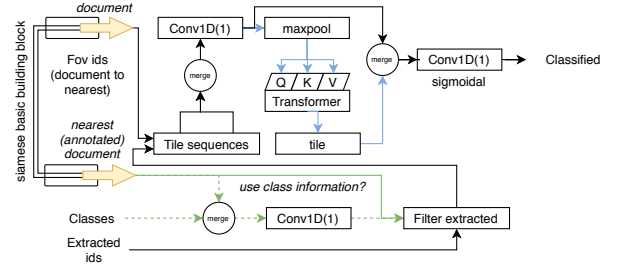 document
siamese basic building block
Fov ids
(document to
nearest)
nearest
(annotated)
document
Conv1D(1)
merge
Tile sequences
maxpool
Q K V
Transformer
tile
merge
Conv1D(1)
sigmoidal
Classified
use class information?
Classes
merge
Conv1D(1)
Filter extracted
Extracted
ids